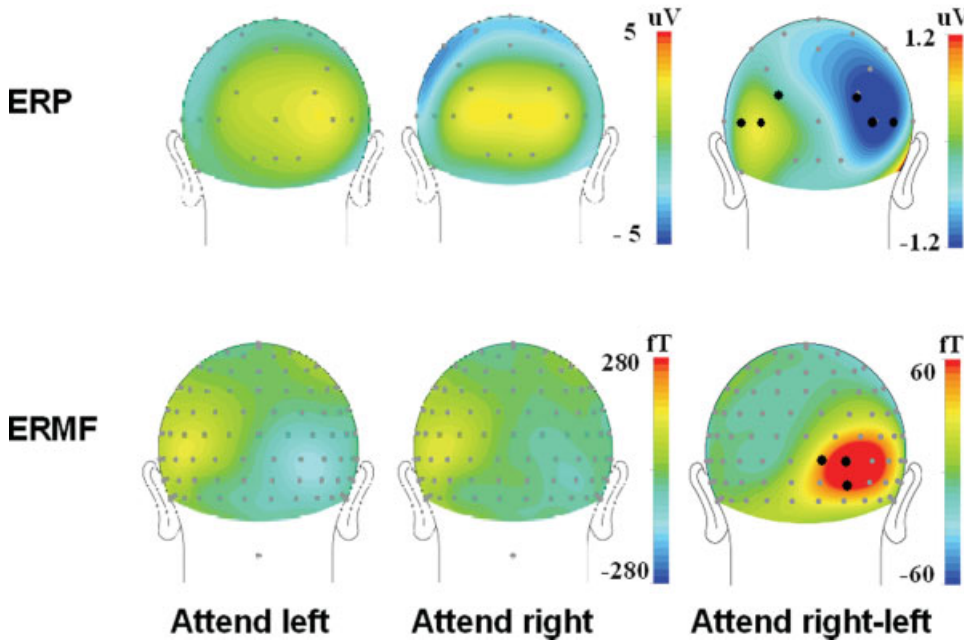 ERP
uV
5
- 5
uV
1.2
-1.2
ERMF
fT
280
-280
fT
60
-60
Attend left
Attend right
Attend right-left